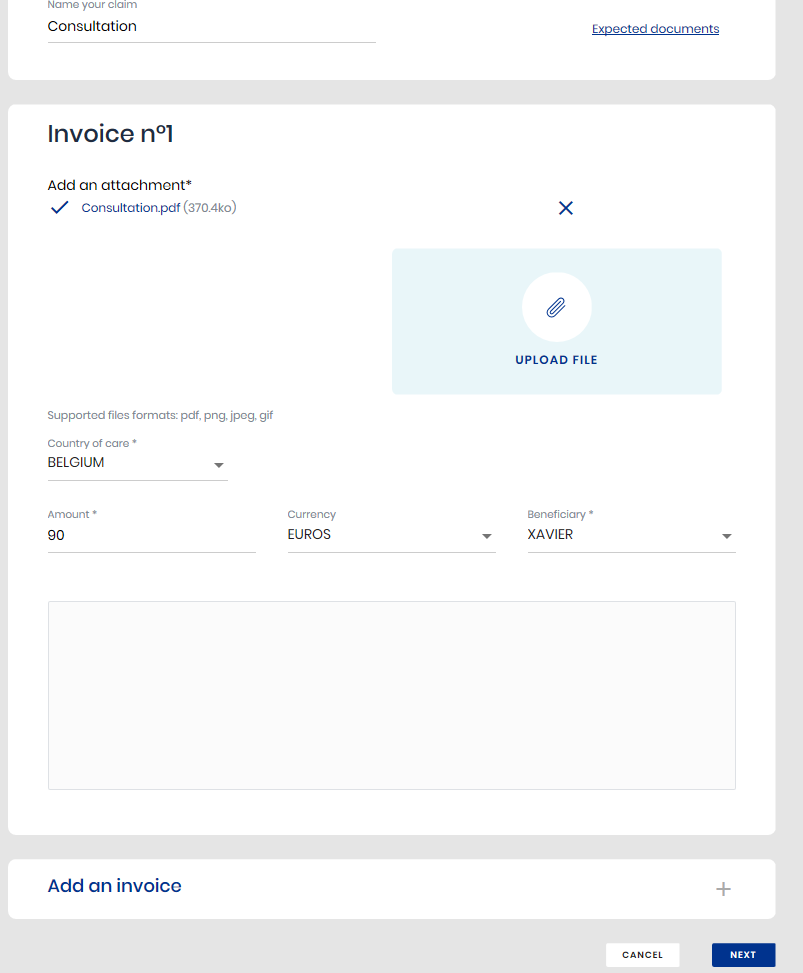 Name your claim
Consultation
Expected documents
Invoice n°1
Add an attachment*
Consultation.pdf (370.4ko)
UPLOAD FILE
Supported files formats: pdf, png, jpeg, gif
Country of care *
BELGIUM
Amount * Currency Beneficiary *
90 EUROS XAVIER
Add an invoice
CANCEL NEXT